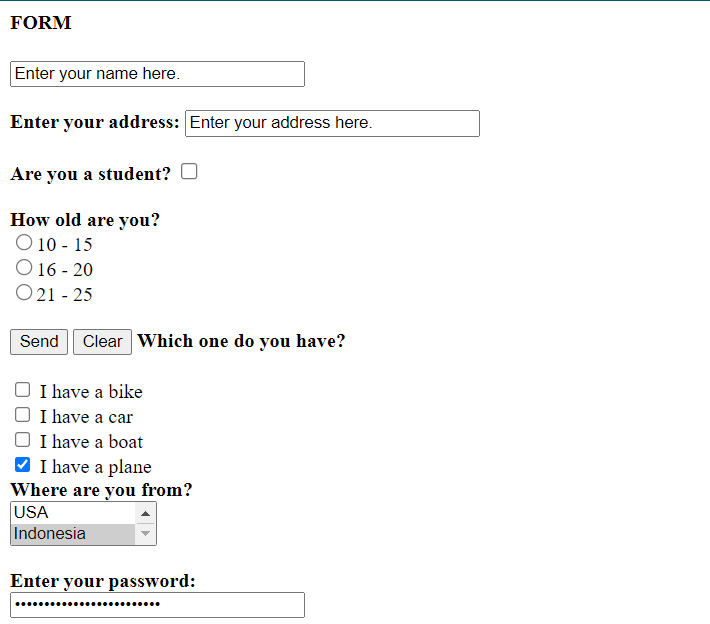 FORM
Enter your name here.
Enter your address: Enter your address here.
Are you a student?
How old are you?
10 - 15
16 - 20
21 - 25
Send Clear Which one do you have?
I have a bike
I have a car
I have a boat
I have a plane
Where are you from?
USA
Indonesia
Enter your password: